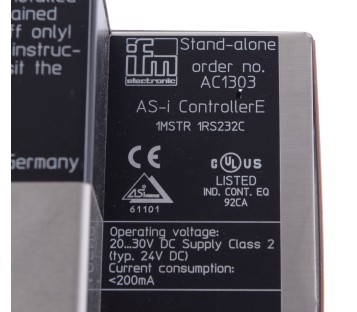 ained
ff only!
instruc-
sit the
Germany
ifm
electronic
Stand-alone
order no.
AC1303
AS-i ControllerE
1MSTR 1RS232C
CE
c UL US
LISTED
IND. CONT. EQ
92CA
ASi
61101
Operating voltage:
20...30V DC Supply Class 2
(typ. 24V DC)
Current consumption:
<200mA